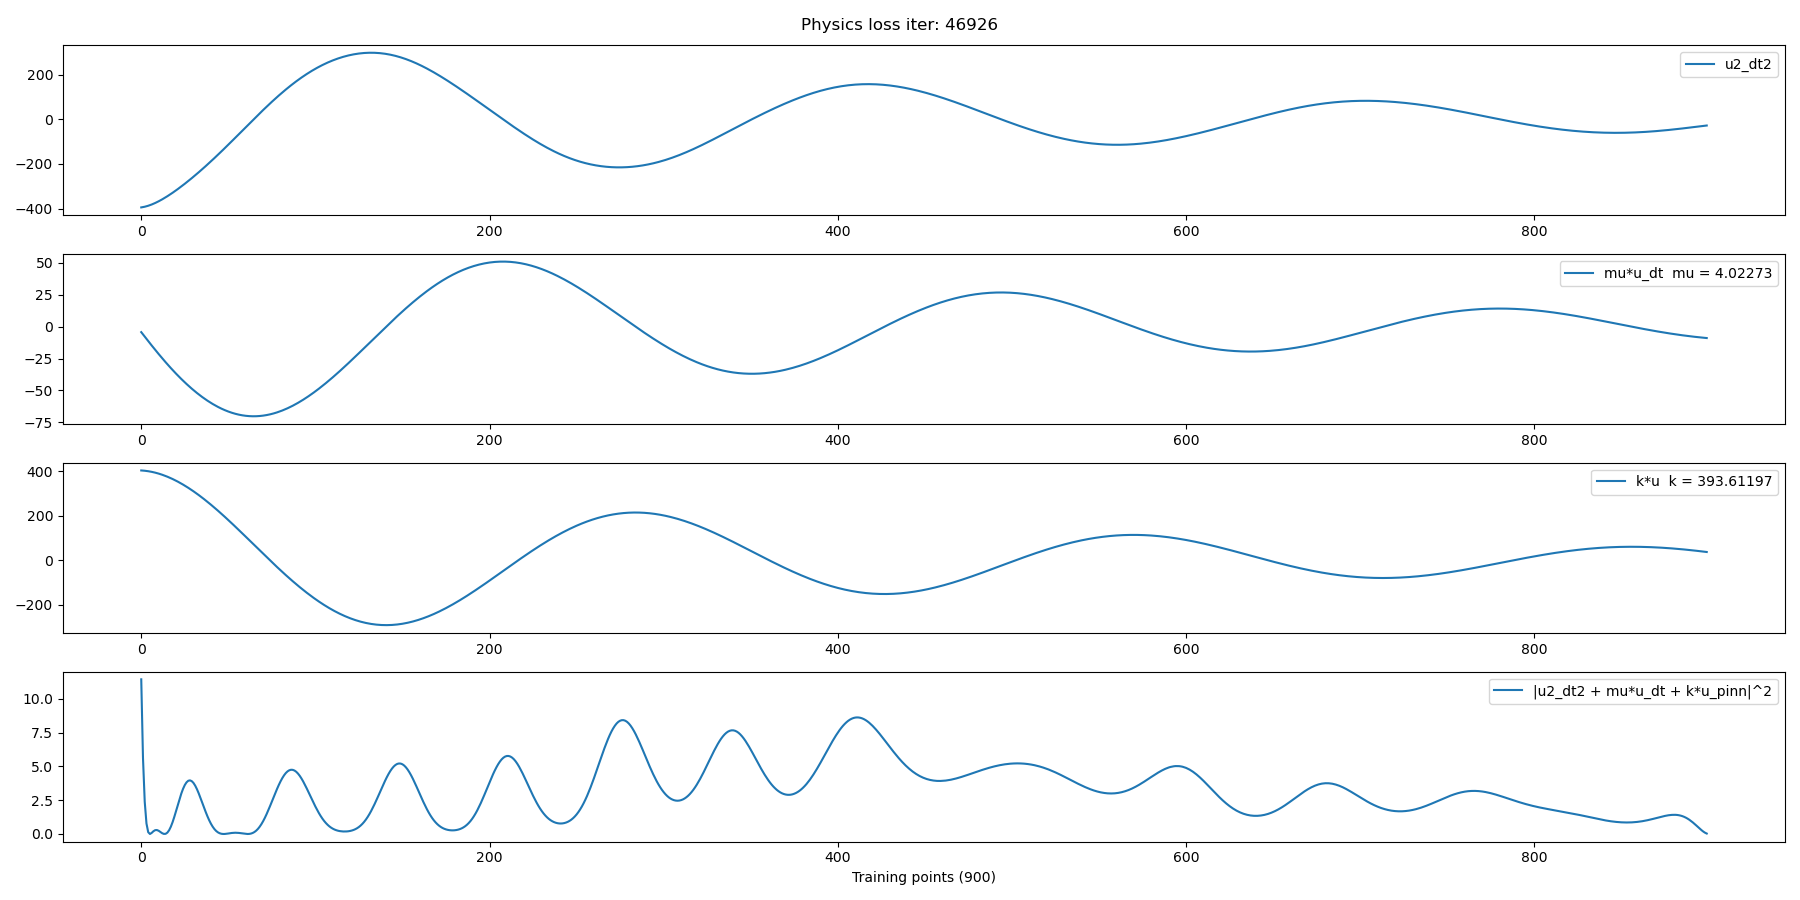 Physics loss iter: 46926
200
0
−200
−400
u2_dt2
0 200 400 600 800
50
25
0
−25
−50
−75
mu*u_dt mu = 4.02273
0 200 400 600 800
400
200
0
−200
k*u k = 393.61197
0 200 400 600 800
10.0
7.5
5.0
2.5
0.0
|u2_dt2 + mu*u_dt + k*u_pinn|^2
0 200 400 600 800
Training points (900)